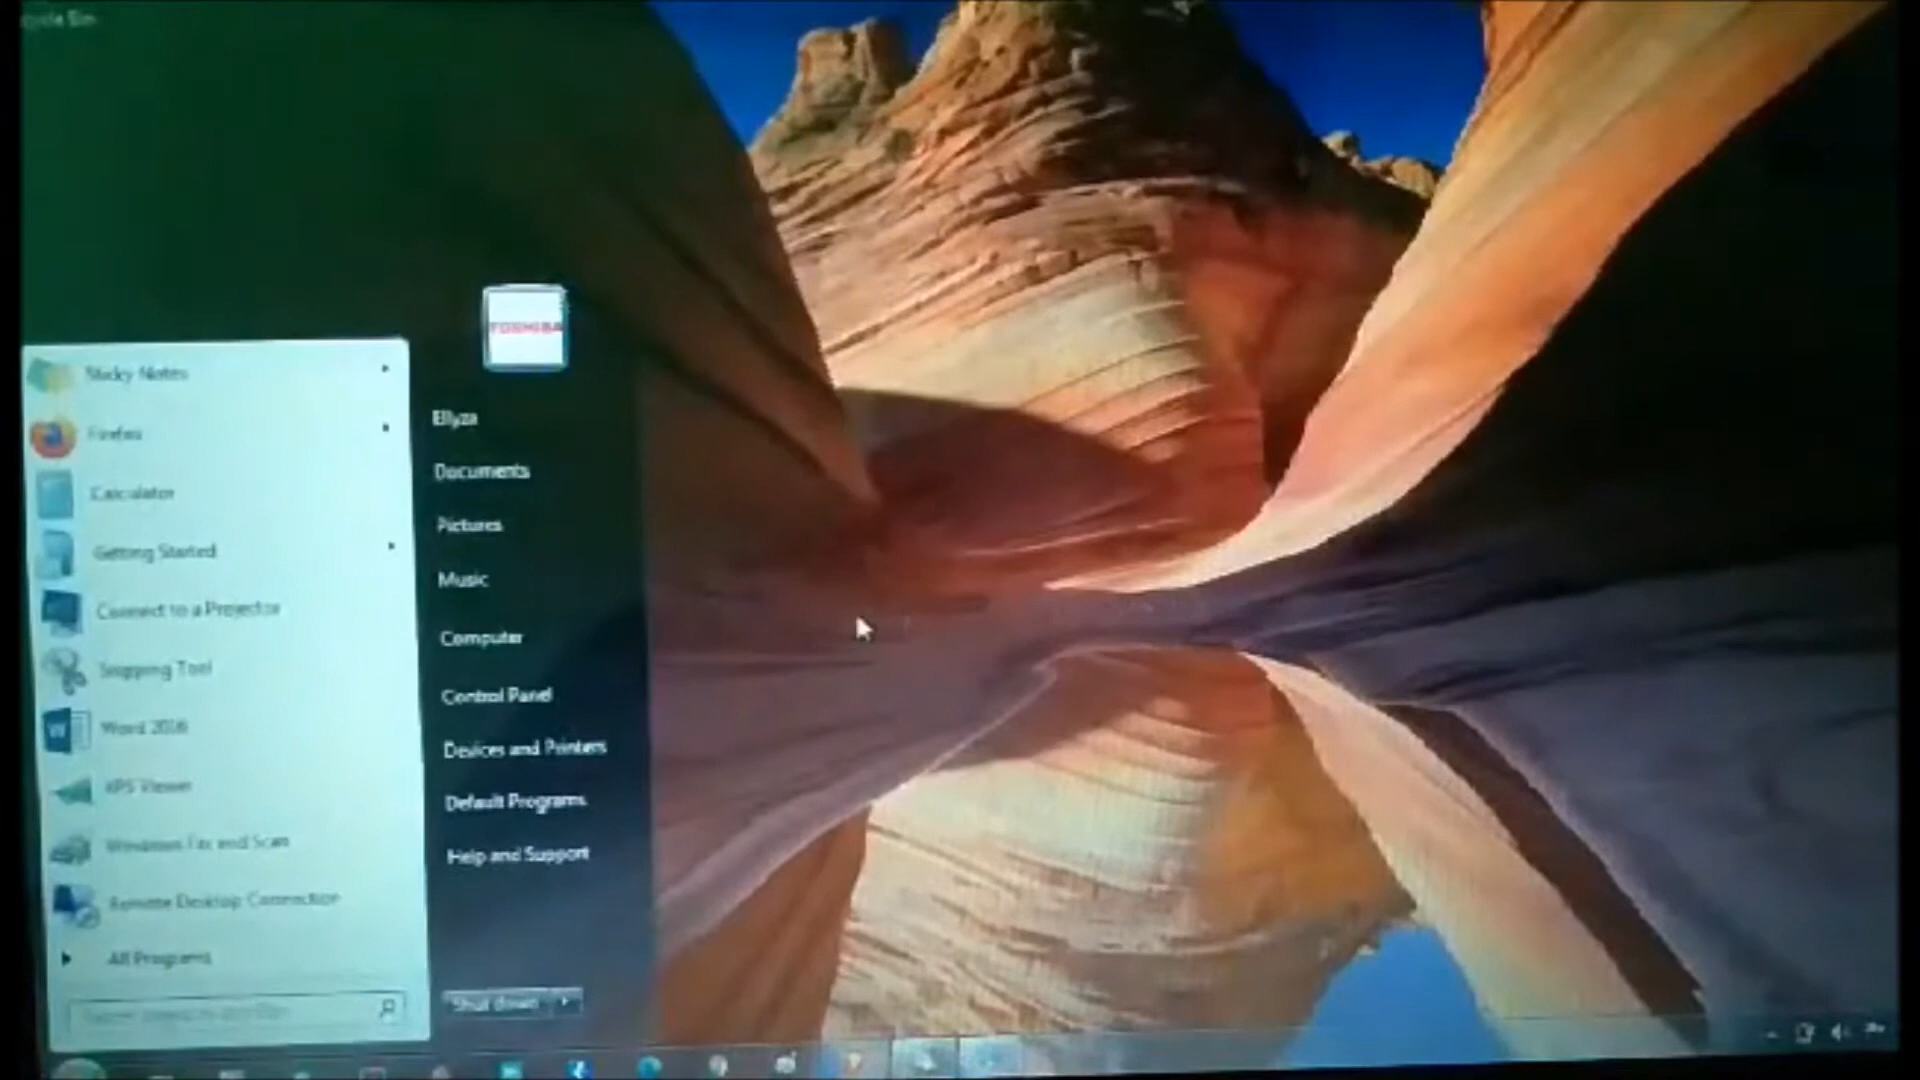 TOSHIBA
Sticky Notes
Firefox
Calculator
Getting Started
Connect to a Projector
Snipping Tool
Word 2016
XPS Viewer
Windows Fax and Scan
Remote Desktop Connection
All Programs
Ellyza
Documents
Pictures
Music
Computer
Control Panel
Devices and Printers
Default Programs
Help and Support
Shut down